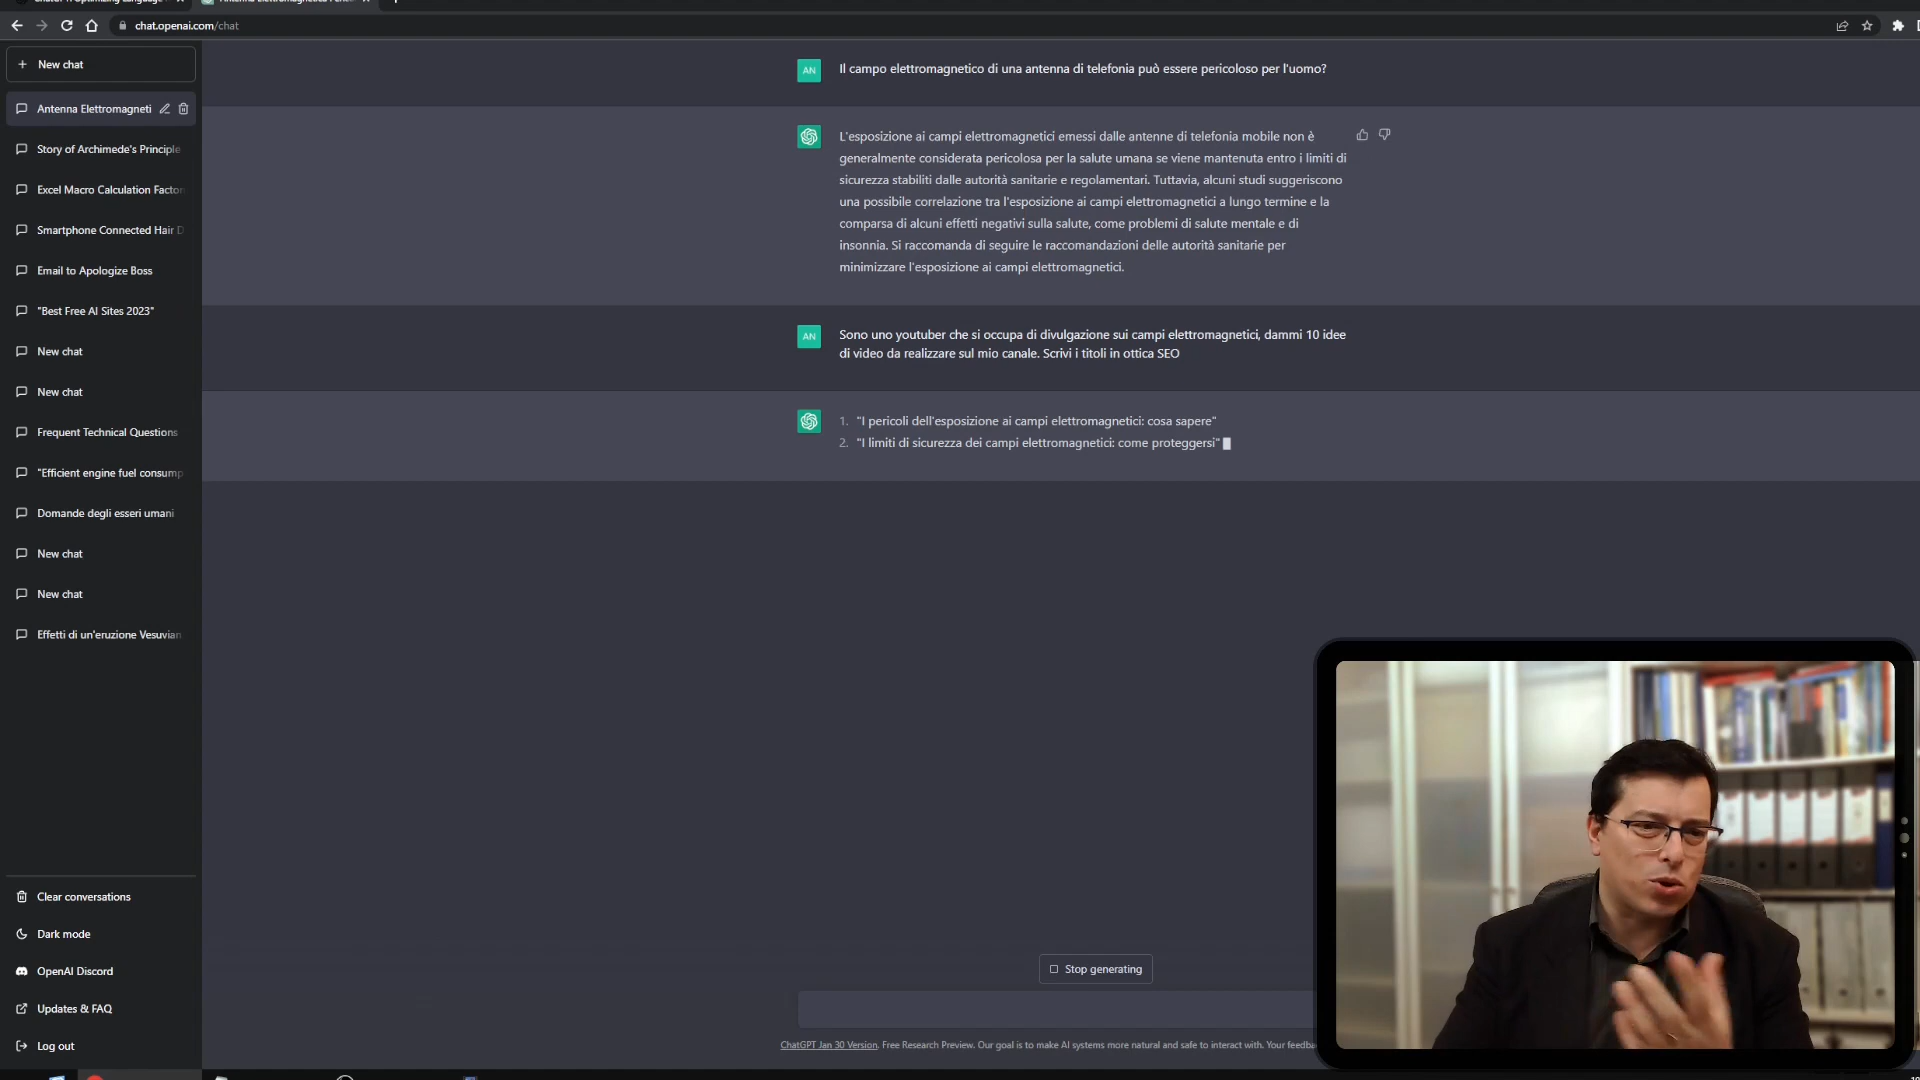 chat.openai.com/chat
New chat
Antenna Elettromagneti
Story of Archimede's Principle
Excel Macro Calculation Factor
Smartphone Connected Hair D
Email to Apologize Boss
"Best Free AI Sites 2023"
New chat
New chat
Frequent Technical Questions
"Efficient engine fuel consump
Domande degli esseri umani
New chat
New chat
Effetti di un'eruzione Vesuvian
Clear conversations
Dark mode
OpenAI Discord
Updates & FAQ
Log out
AN
Il campo elettromagnetico di una antenna di telefonia può essere pericoloso per l'uomo?
L'esposizione ai campi elettromagnetici emessi dalle antenne di telefonia mobile non è
generalmente considerata pericolosa per la salute umana se viene mantenuta entro i limiti di
sicurezza stabiliti dalle autorità sanitarie e regolamentari. Tuttavia, alcuni studi suggeriscono
una possibile correlazione tra l'esposizione ai campi elettromagnetici a lungo termine e la
comparsa di alcuni effetti negativi sulla salute, come problemi di salute mentale e di
insonnia. Si raccomanda di seguire le raccomandazioni delle autorità sanitarie per
minimizzare l'esposizione ai campi elettromagnetici.
AN
Sono uno youtuber che si occupa di divulgazione sui campi elettromagnetici, dammi 10 idee
di video da realizzare sul mio canale. Scrivi i titoli in ottica SEO
1. "I pericoli dell'esposizione ai campi elettromagnetici: cosa sapere"
2. "I limiti di sicurezza dei campi elettromagnetici: come proteggersi"
Stop generating
ChatGPT Jan 30 Version. Free Research Preview. Our goal is to make AI systems more natural and safe to interact with. Your feedba